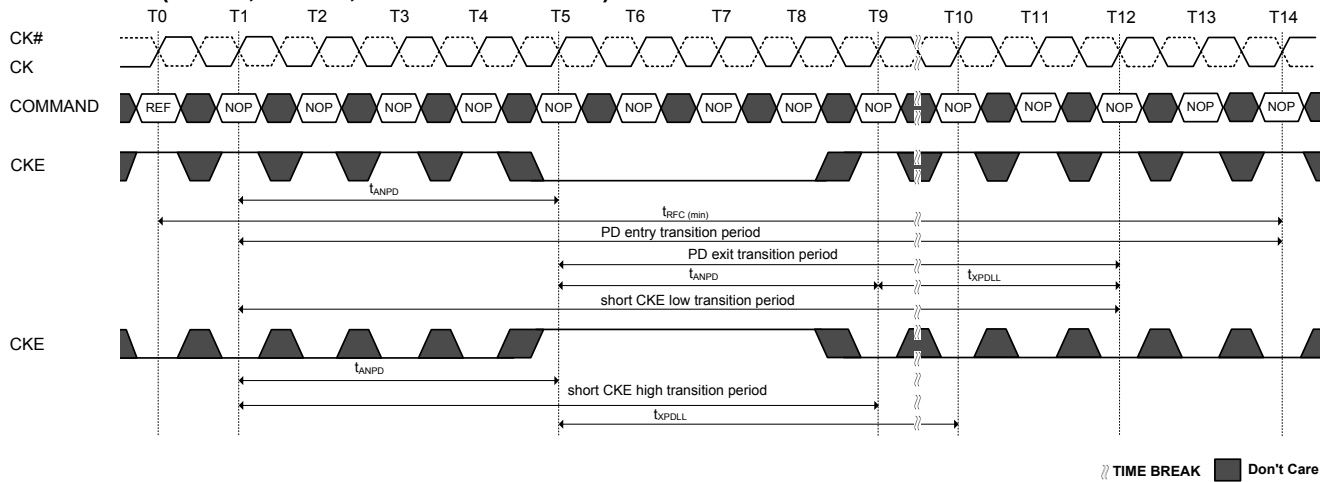 T0 T1 T2 T3 T4 T5 T6 T7 T8 T9 T10 T11 T12 T13 T14
CK#
CK
COMMAND REF NOP NOP NOP NOP NOP NOP NOP NOP NOP NOP NOP NOP NOP NOP
CKE
tANPD
tRFC (min)
PD entry transition period
PD exit transition period
tANPD tXPDLL
short CKE low transition period
CKE
tANPD
short CKE high transition period
tXPDLL
TIME BREAK Don't Care